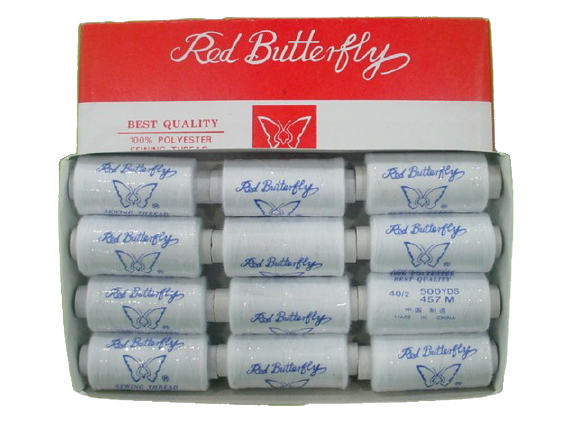 Red Butterfly
BEST QUALITY
100% POLYESTER
SEWING THREAD
Red Butterfly
®
SEWING THREAD
Red Butterfly
Red Butterfly
®
Red Butterfly
®
Red Butterfly
Red Butterfly
®
Red Butterfly
Red Butterfly
100% POLYESTER
BEST QUALITY
40/2 500YDS
457 M
中国 制造
MADE IN CHINA
Red Butterfly
®
SEWING THREAD
Red Butterfly
Red Butterfly
®